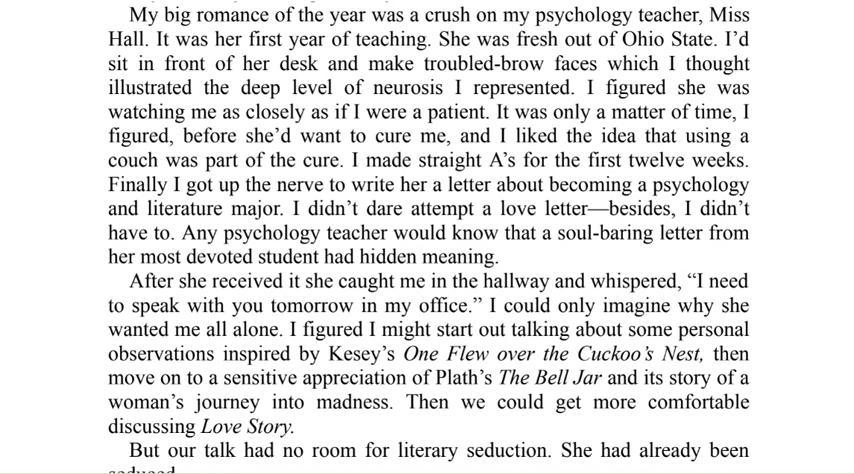 My big romance of the year was a crush on my psychology teacher, Miss
Hall. It was her first year of teaching. She was fresh out of Ohio State. I’d
sit in front of her desk and make troubled-brow faces which I thought
illustrated the deep level of neurosis I represented. I figured she was
watching me as closely as if I were a patient. It was only a matter of time, I
figured, before she’d want to cure me, and I liked the idea that using a
couch was part of the cure. I made straight A’s for the first twelve weeks.
Finally I got up the nerve to write her a letter about becoming a psychology
and literature major. I didn’t dare attempt a love letter—besides, I didn’t
have to. Any psychology teacher would know that a soul-baring letter from
her most devoted student had hidden meaning.
After she received it she caught me in the hallway and whispered, “I need
to speak with you tomorrow in my office.” I could only imagine why she
wanted me all alone. I figured I might start out talking about some personal
observations inspired by Kesey’s One Flew over the Cuckoo’s Nest, then
move on to a sensitive appreciation of Plath’s The Bell Jar and its story of a
woman’s journey into madness. Then we could get more comfortable
discussing Love Story.
But our talk had no room for literary seduction. She had already been